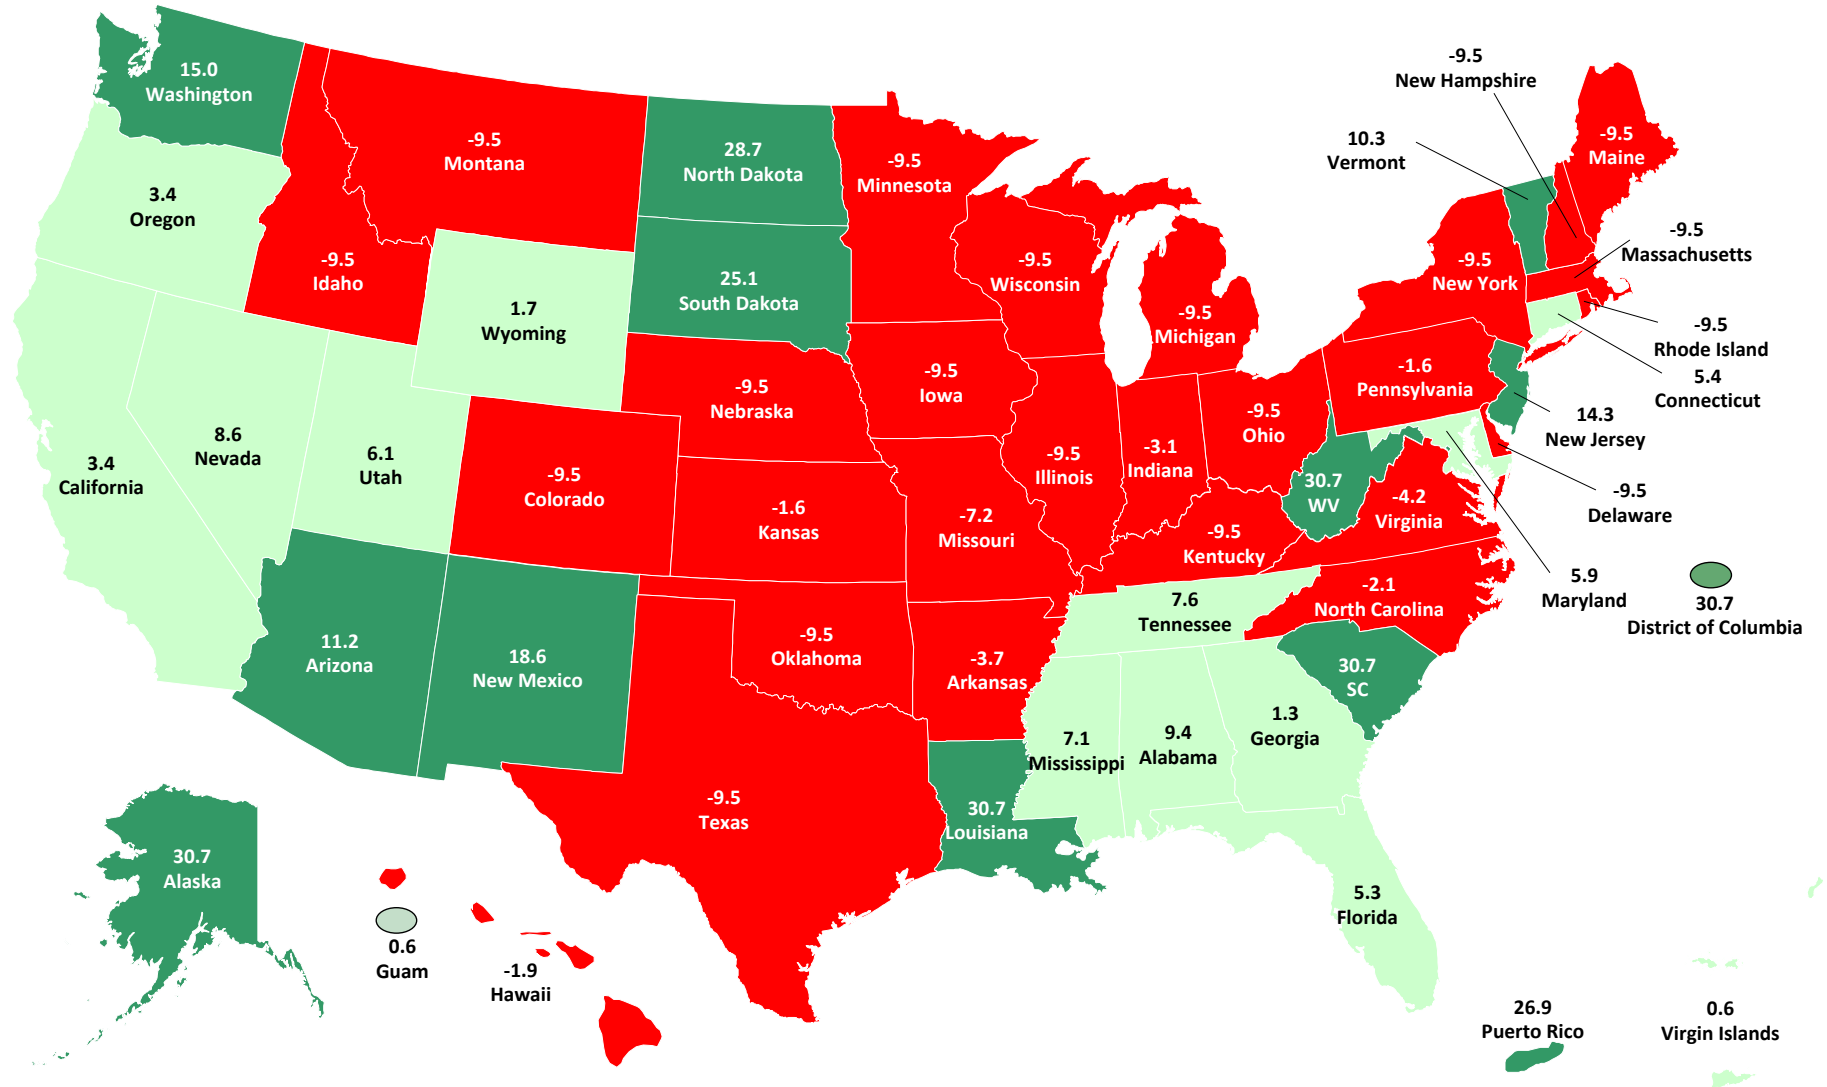 15.0
Washington
3.4
Oregon
3.4
California
8.6
Nevada
-9.5
Idaho
-9.5
Montana
1.7
Wyoming
6.1
Utah
-9.5
Colorado
11.2
Arizona
18.6
New Mexico
28.7
North Dakota
25.1
South Dakota
-9.5
Nebraska
-1.6
Kansas
-9.5
Oklahoma
-9.5
Texas
-9.5
Minnesota
-9.5
Iowa
-7.2
Missouri
-3.7
Arkansas
30.7
Louisiana
-9.5
Wisconsin
-9.5
Illinois
-9.5
Michigan
-3.1
Indiana
-9.5
Ohio
-9.5
Kentucky
7.6
Tennessee
7.1
Mississippi
9.4
Alabama
1.3
Georgia
5.3
Florida
30.7
SC
-2.1
North Carolina
-4.2
Virginia
30.7
WV
-1.6
Pennsylvania
-9.5
New York
10.3
Vermont
-9.5
New Hampshire
-9.5
Maine
-9.5
Massachusetts
-9.5
Rhode Island
5.4
Connecticut
14.3
New Jersey
-9.5
Delaware
5.9
Maryland
30.7
District of Columbia
30.7
Alaska
0.6
Guam
-1.9
Hawaii
26.9
Puerto Rico
0.6
Virgin Islands